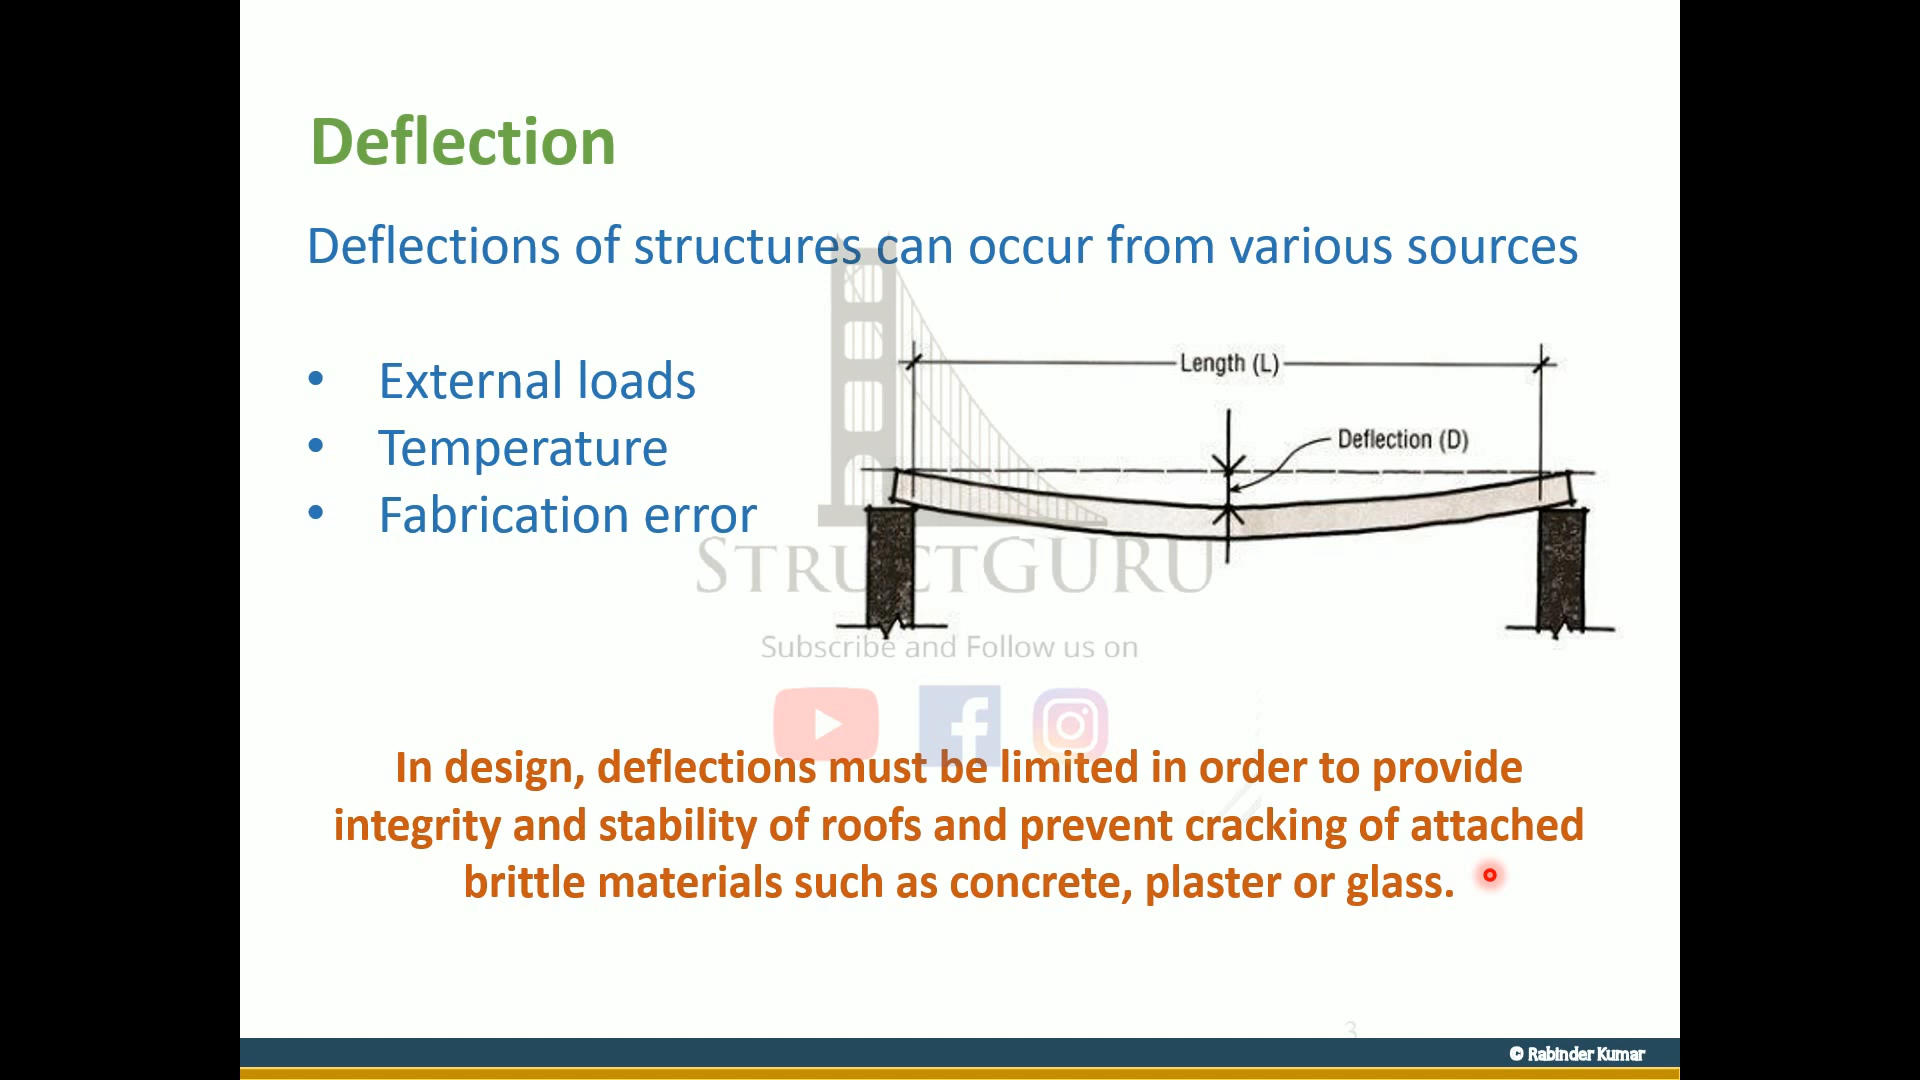 Deflection
Deflections of structures can occur from various sources
• External loads
• Temperature
• Fabrication error
Length (L)
Deflection (D)
STRUCTGURU
Subscribe and Follow us on
In design, deflections must be limited in order to provide
integrity and stability of roofs and prevent cracking of attached
brittle materials such as concrete, plaster or glass.
3
© Rabinder Kumar